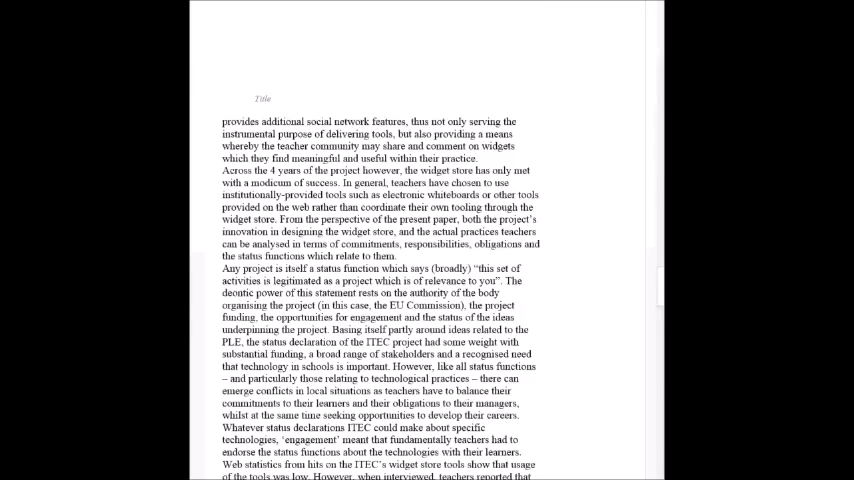 Title
provides additional social network features, thus not only serving the
instrumental purpose of delivering tools, but also providing a means
whereby the teacher community may share and comment on widgets
which they find meaningful and useful within their practice.
Across the 4 years of the project however, the widget store has only met
with a modicum of success. In general, teachers have chosen to use
institutionally-provided tools such as electronic whiteboards or other tools
provided on the web rather than coordinate their own tooling through the
widget store. From the perspective of the present paper, both the project's
innovation in designing the widget store, and the actual practices teachers
can be analysed in terms of commitments, responsibilities, obligations and
the status functions which relate to them.
Any project is itself a status function which says (broadly) “this set of
activities is legitimated as a project which is of relevance to you”. The
deontic power of this statement rests on the authority of the body
organising the project (in this case, the EU Commission), the project
funding, the opportunities for engagement and the status of the ideas
underpinning the project. Basing itself partly around ideas related to the
PLE, the status declaration of the ITEC project had some weight with
substantial funding, a broad range of stakeholders and a recognised need
that technology in schools is important. However, like all status functions
– and particularly those relating to technological practices – there can
emerge conflicts in local situations as teachers have to balance their
commitments to their learners and their obligations to their managers,
whilst at the same time seeking opportunities to develop their careers.
Whatever status declarations ITEC could make about specific
technologies, ‘engagement’ meant that fundamentally teachers had to
endorse the status functions about the technologies with their learners.
Web statistics from hits on the ITEC’s widget store tools show that usage
of the tools was low. However, when interviewed, teachers reported that